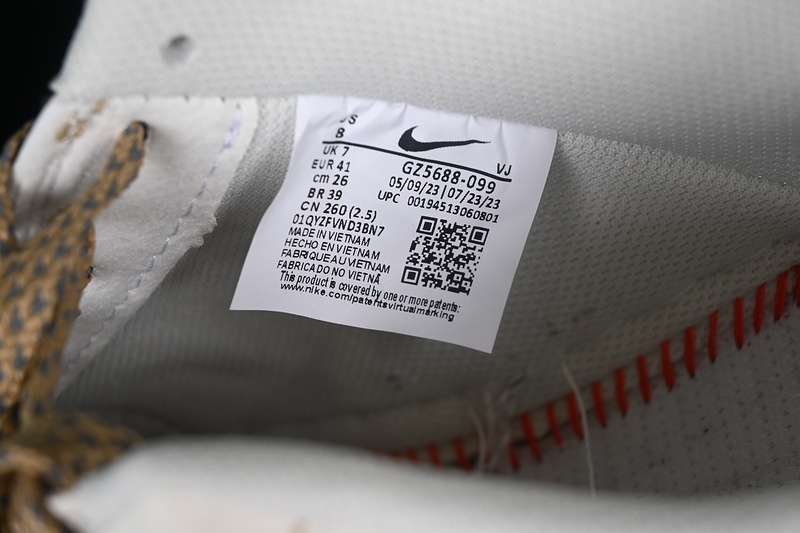 US
8
UK 7
EUR 41
cm 26
BR 39
CN 260 (2.5)
VJ
GZ5688-099
05/09/23 | 07/23/23
UPC 00194513060801
01QYZFVND3BN7
MADE IN VIETNAM
HECHO EN VIETNAM
FABRIQUE AU VIETNAM
FABRICADO NO VIETNÃ
This product is covered by one or more patents:
www.nike.com/patentsvirtualmarking